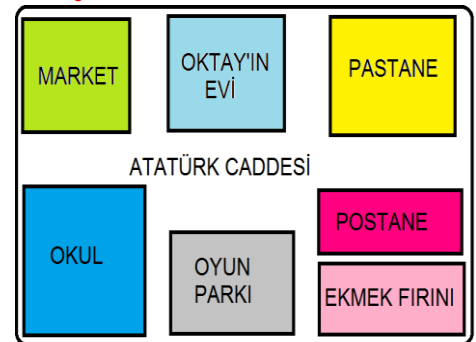 MARKET
OKTAY'IN
EVİ
PASTANE
ATATÜRK CADDESİ
OKUL
OYUN
PARKI
POSTANE
EKMEK FIRINI